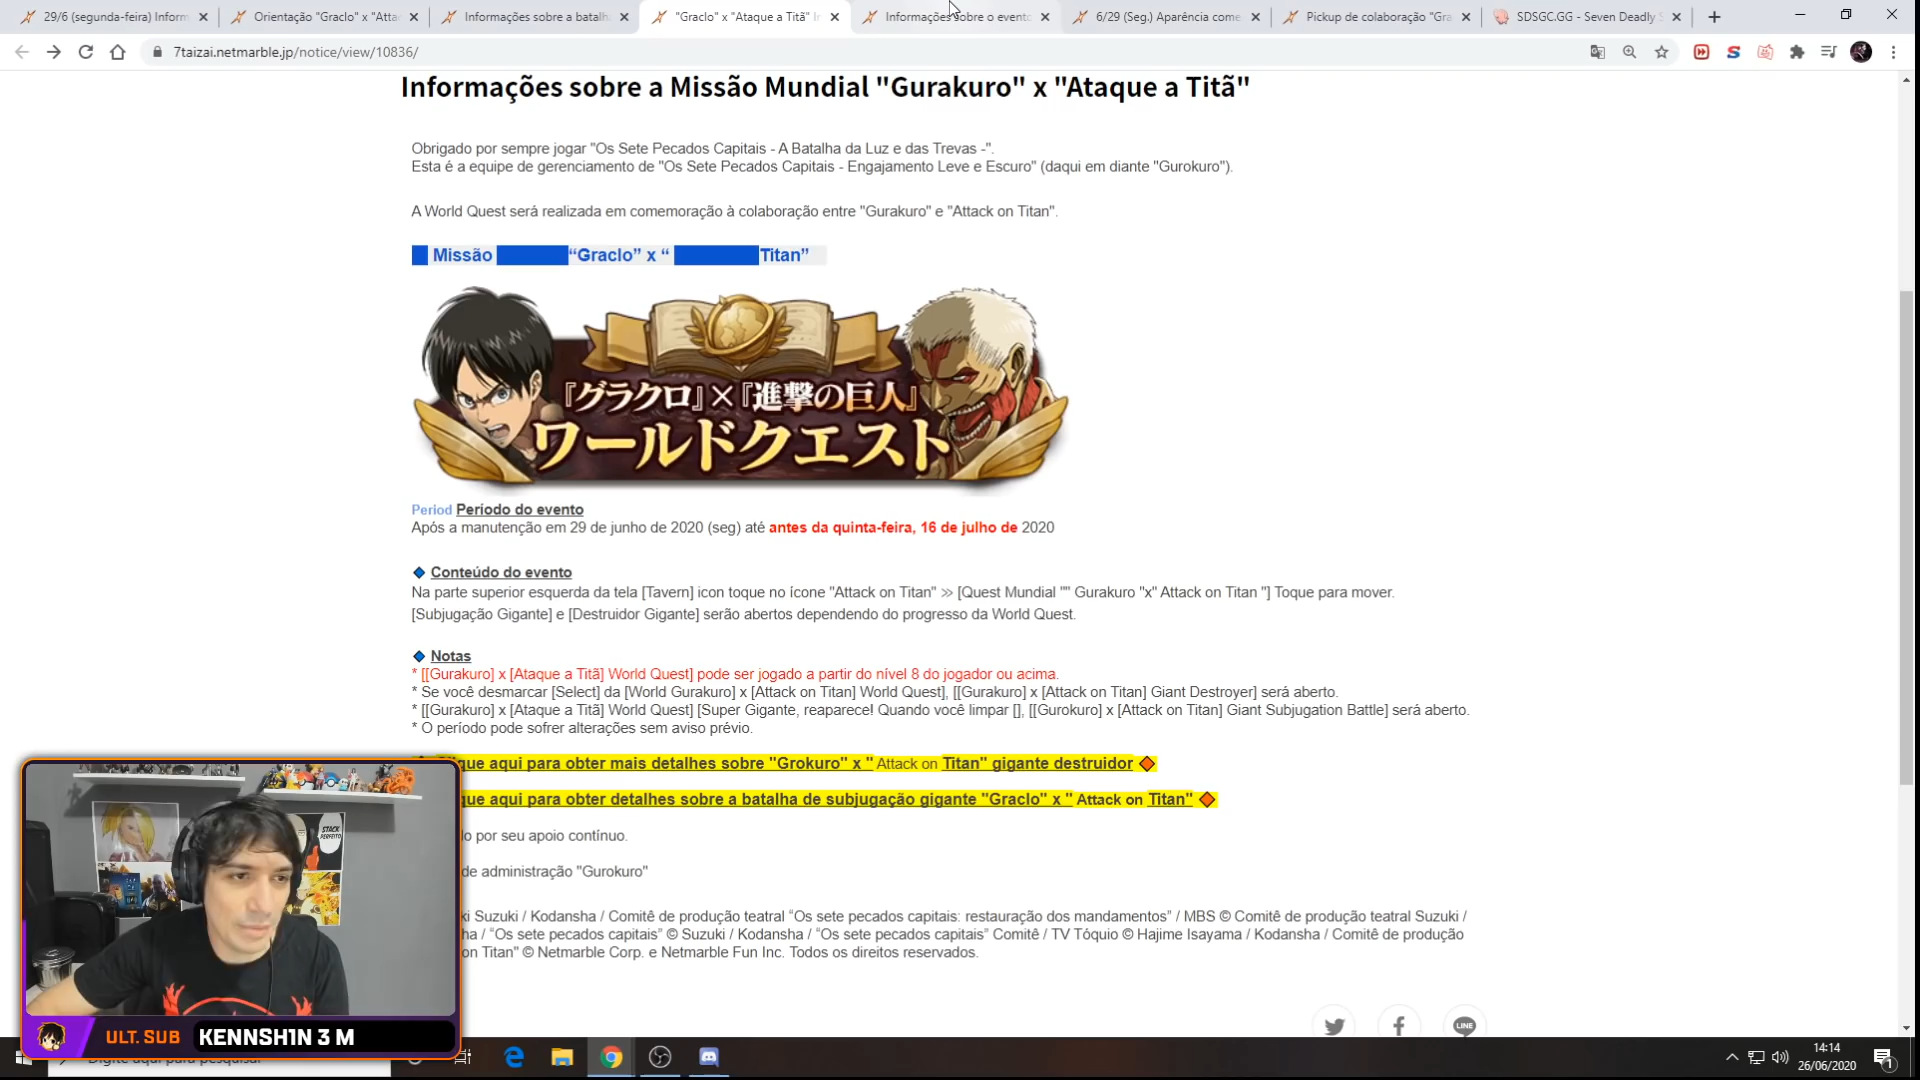 29/6 (segunda-feira) Inform
Orientação "Graclo" x "Atta
Informações sobre a batalh
"Graclo" x "Ataque a Titã" I
Informações sobre o evento
6/29 (Seg.) Aparência come
Pickup de colaboração "Gra
SDSGC.GG - Seven Deadly S
7taizai.netmarble.jp/notice/view/10836/
Informações sobre a Missão Mundial "Gurakuro" x "Ataque a Titã"
Obrigado por sempre jogar "Os Sete Pecados Capitais - A Batalha da Luz e das Trevas -".
Esta é a equipe de gerenciamento de "Os Sete Pecados Capitais - Engajamento Leve e Escuro" (daqui em diante "Gurokuro").
A World Quest será realizada em comemoração à colaboração entre "Gurakuro" e "Attack on Titan".
Missão “Graclo” x “ Titan”
『グラクロ』×『進撃の巨人』
ワールドクエスト
Period Período do evento
Após a manutenção em 29 de junho de 2020 (seg) até antes da quinta-feira, 16 de julho de 2020
Conteúdo do evento
Na parte superior esquerda da tela [Tavern] icon toque no ícone "Attack on Titan" >> [Quest Mundial "" Gurakuro "x" Attack on Titan "] Toque para mover.
[Subjugação Gigante] e [Destruidor Gigante] serão abertos dependendo do progresso da World Quest.
Notas
* [[Gurakuro] x [Ataque a Titã] World Quest] pode ser jogado a partir do nível 8 do jogador ou acima.
* Se você desmarcar [Select] da [World Gurakuro] x [Attack on Titan] World Quest], [[Gurakuro] x [Attack on Titan] Giant Destroyer] será aberto.
* [[Gurakuro] x [Ataque a Titã] World Quest] [Super Gigante, reaparece! Quando você limpar [], [[Gurokuro] x [Attack on Titan] Giant Subjugation Battle] será aberto.
* O período pode sofrer alterações sem aviso prévio.
que aqui para obter mais detalhes sobre "Grokuro" x " Attack on Titan" gigante destruidor
que aqui para obter detalhes sobre a batalha de subjugação gigante "Graclo" x " Attack on Titan"
o por seu apoio contínuo.
de administração "Gurokuro"
ki Suzuki / Kodansha / Comitê de produção teatral “Os sete pecados capitais: restauração dos mandamentos” / MBS © Comitê de produção teatral Suzuki /
ha / “Os sete pecados capitais” © Suzuki / Kodansha / “Os sete pecados capitais” Comitê / TV Tóquio © Hajime Isayama / Kodansha / Comitê de produção
on Titan" © Netmarble Corp. e Netmarble Fun Inc. Todos os direitos reservados.
LINE
STACK
PERFEITO
ULT. SUB KENNSH1N 3 M
Digite aqui para pesquisar
14:14
26/06/2020
1